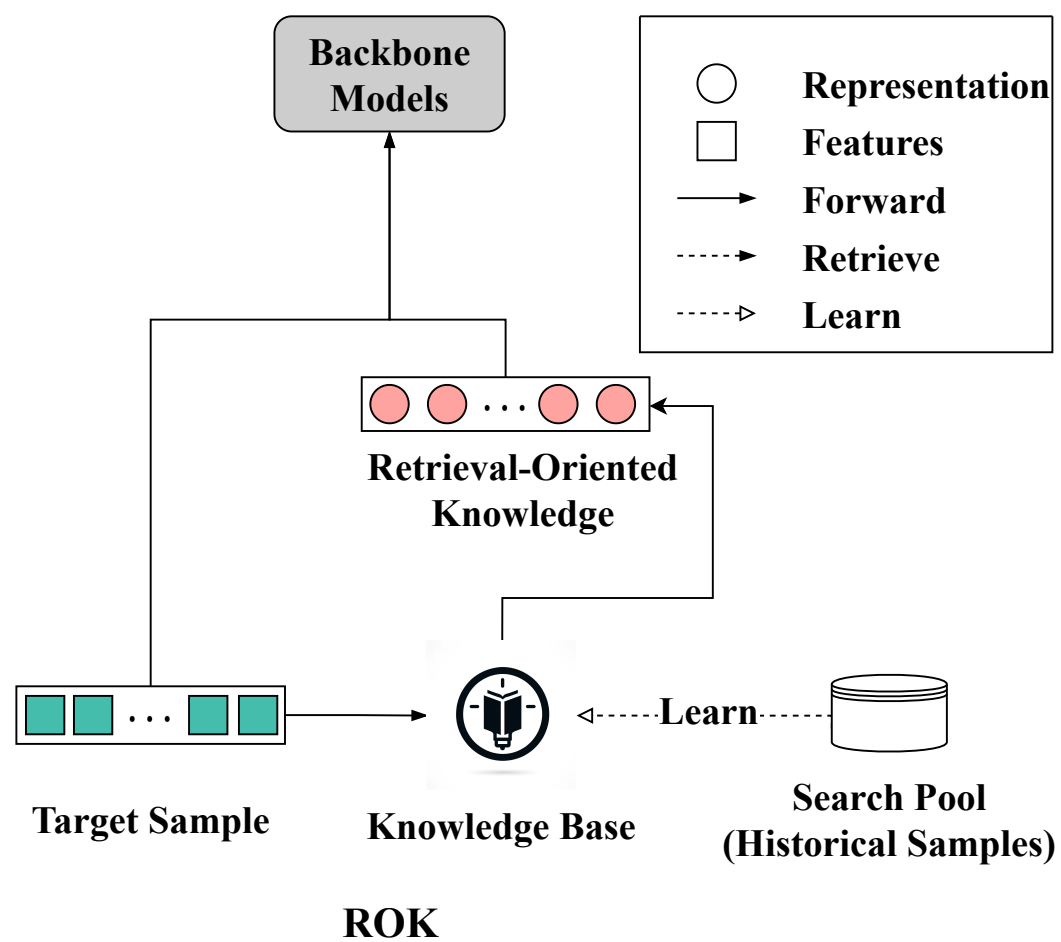 Backbone
Models
Representation
Features
Forward
Retrieve
Learn
Retrieval-Oriented
Knowledge
Learn
Target Sample
Knowledge Base
Search Pool
(Historical Samples)
ROK